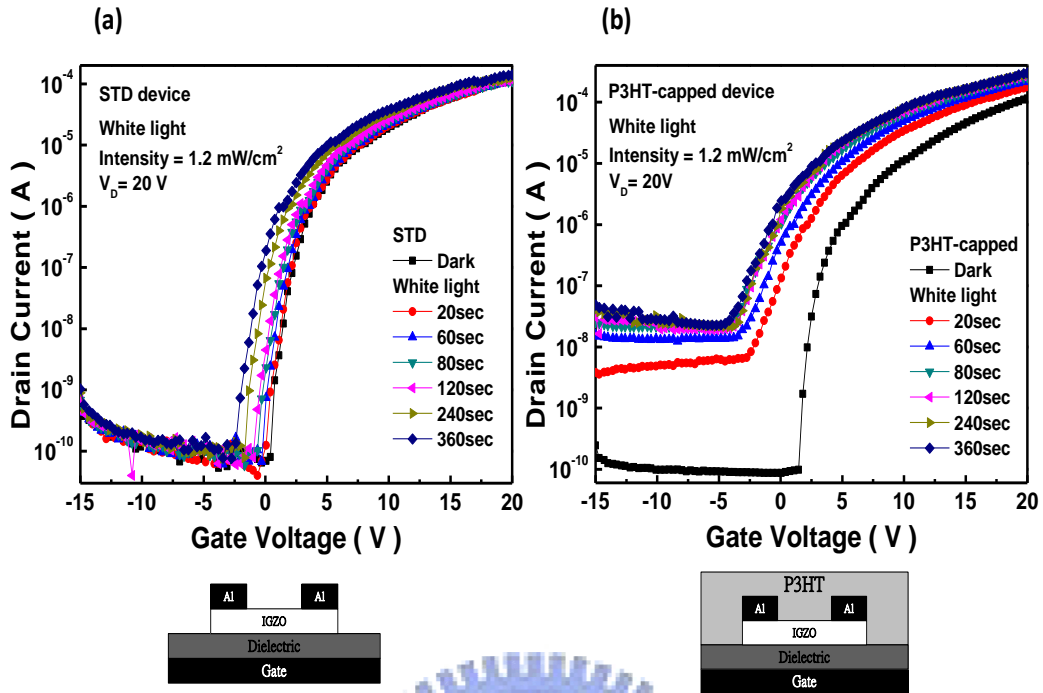 (a)
10⁻⁴
10⁻⁵
10⁻⁶
10⁻⁷
10⁻⁸
10⁻⁹
10⁻¹⁰
Drain Current ( A )
STD device
White light
Intensity = 1.2 mW/cm²
V_D= 20 V
STD
Dark
White light
20sec
60sec
80sec
120sec
240sec
360sec
-15 -10 -5 0 5 10 15 20
Gate Voltage ( V )
Al Al
IGZO
Dielectric
Gate
(b)
10⁻⁴
10⁻⁵
10⁻⁶
10⁻⁷
10⁻⁸
10⁻⁹
10⁻¹⁰
Drain Current ( A )
P3HT-capped device
White light
Intensity = 1.2 mW/cm²
V_D= 20V
P3HT-capped
Dark
White light
20sec
60sec
80sec
120sec
240sec
360sec
-15 -10 -5 0 5 10 15 20
Gate Voltage ( V )
P3HT
Al Al
IGZO
Dielectric
Gate